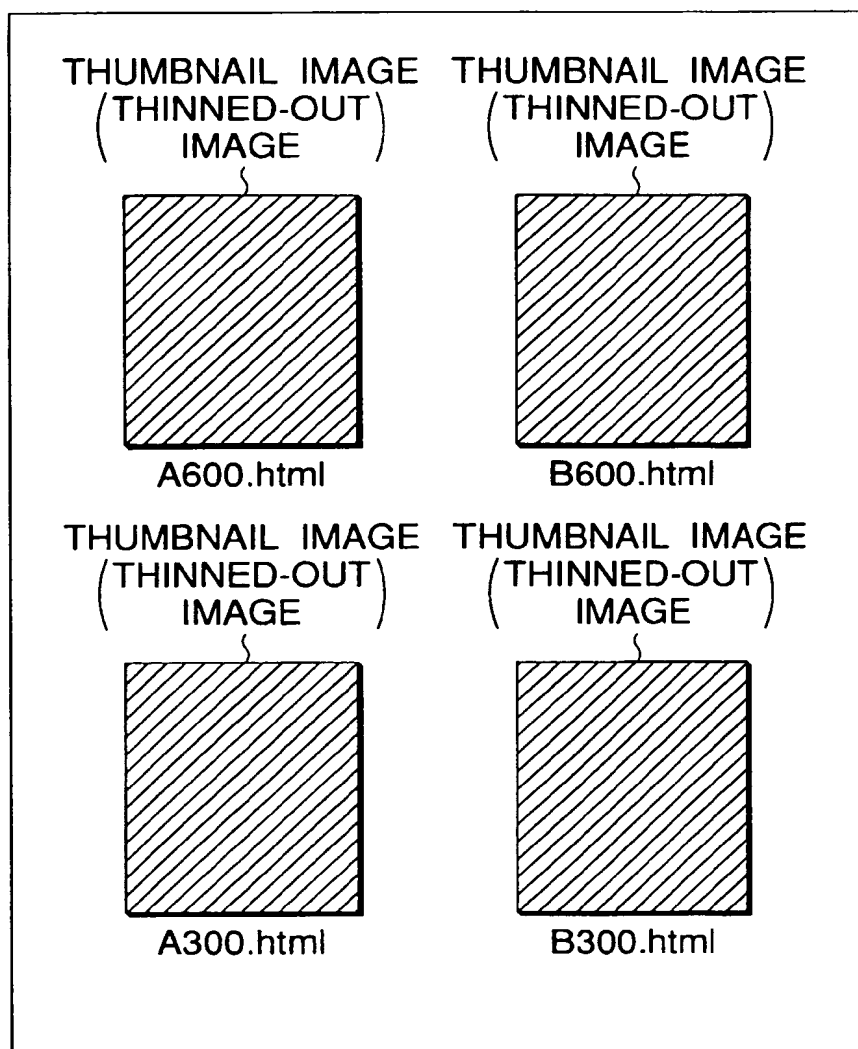 THUMBNAIL IMAGE
(THINNED-OUT
IMAGE)
A600.html
THUMBNAIL IMAGE
(THINNED-OUT
IMAGE)
B600.html
THUMBNAIL IMAGE
(THINNED-OUT
IMAGE)
A300.html
THUMBNAIL IMAGE
(THINNED-OUT
IMAGE)
B300.html